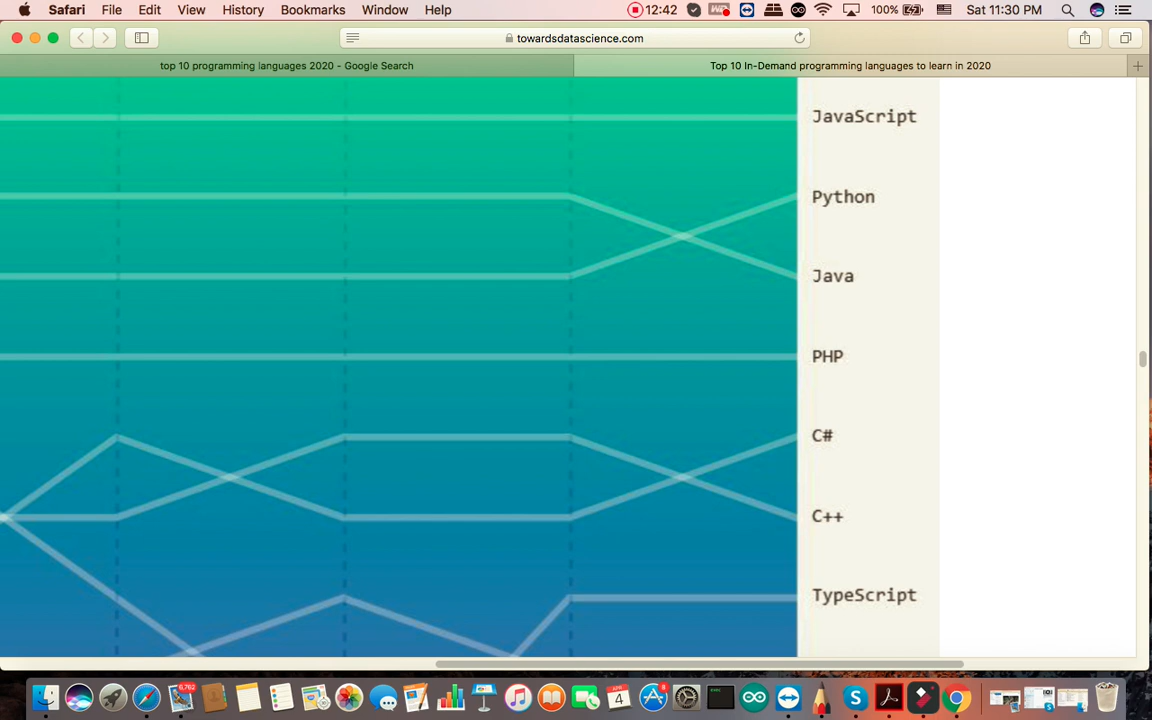 Safari File Edit View History Bookmarks Window Help 12:42 100% Sat 11:30 PM
towardsdatascience.com
top 10 programming languages 2020 - Google Search Top 10 In-Demand programming languages to learn in 2020
JavaScript
Python
Java
PHP
C#
C++
TypeScript